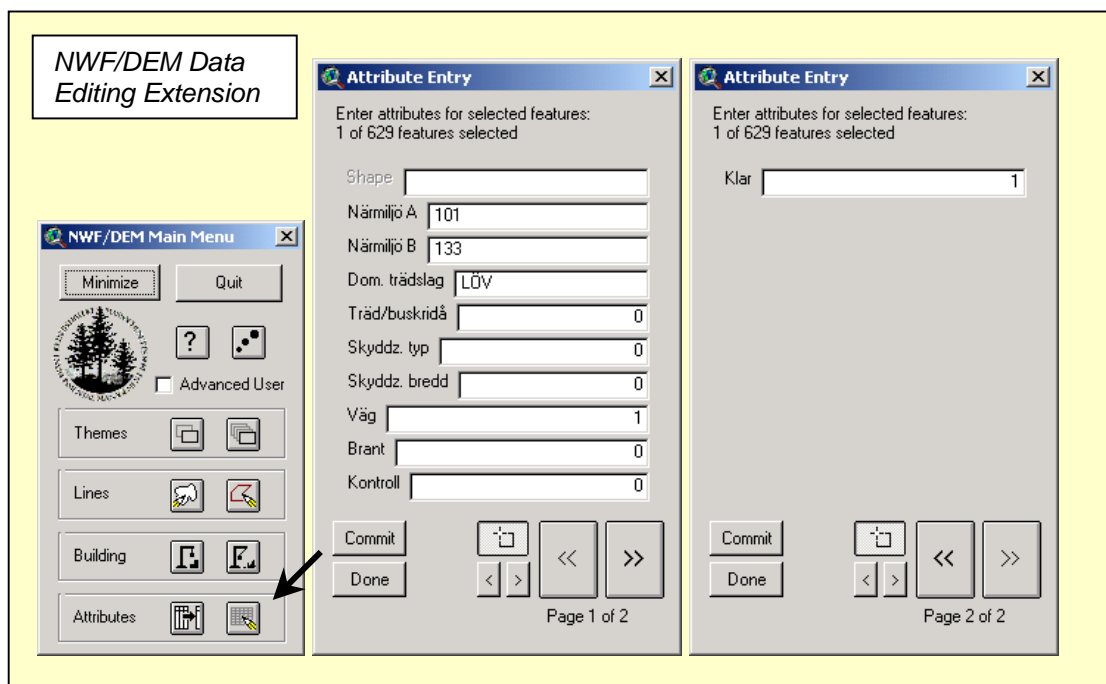 NWF/DEM Data
Editing Extension
NWF/DEM Main Menu
Minimize
Quit
?
Advanced User
Themes
Lines
Building
Attributes
Attribute Entry
Enter attributes for selected features:
1 of 629 features selected
Shape
Närmiljö A 101
Närmiljö B 133
Dom. trädslag LÖV
Träd/buskridå 0
Skyddz. typ 0
Skyddz. bredd 0
Väg 1
Brant 0
Kontroll 0
Commit
Done
< >
<< >>
Page 1 of 2
Attribute Entry
Enter attributes for selected features:
1 of 629 features selected
Klar 1
Commit
Done
< >
<< >>
Page 2 of 2